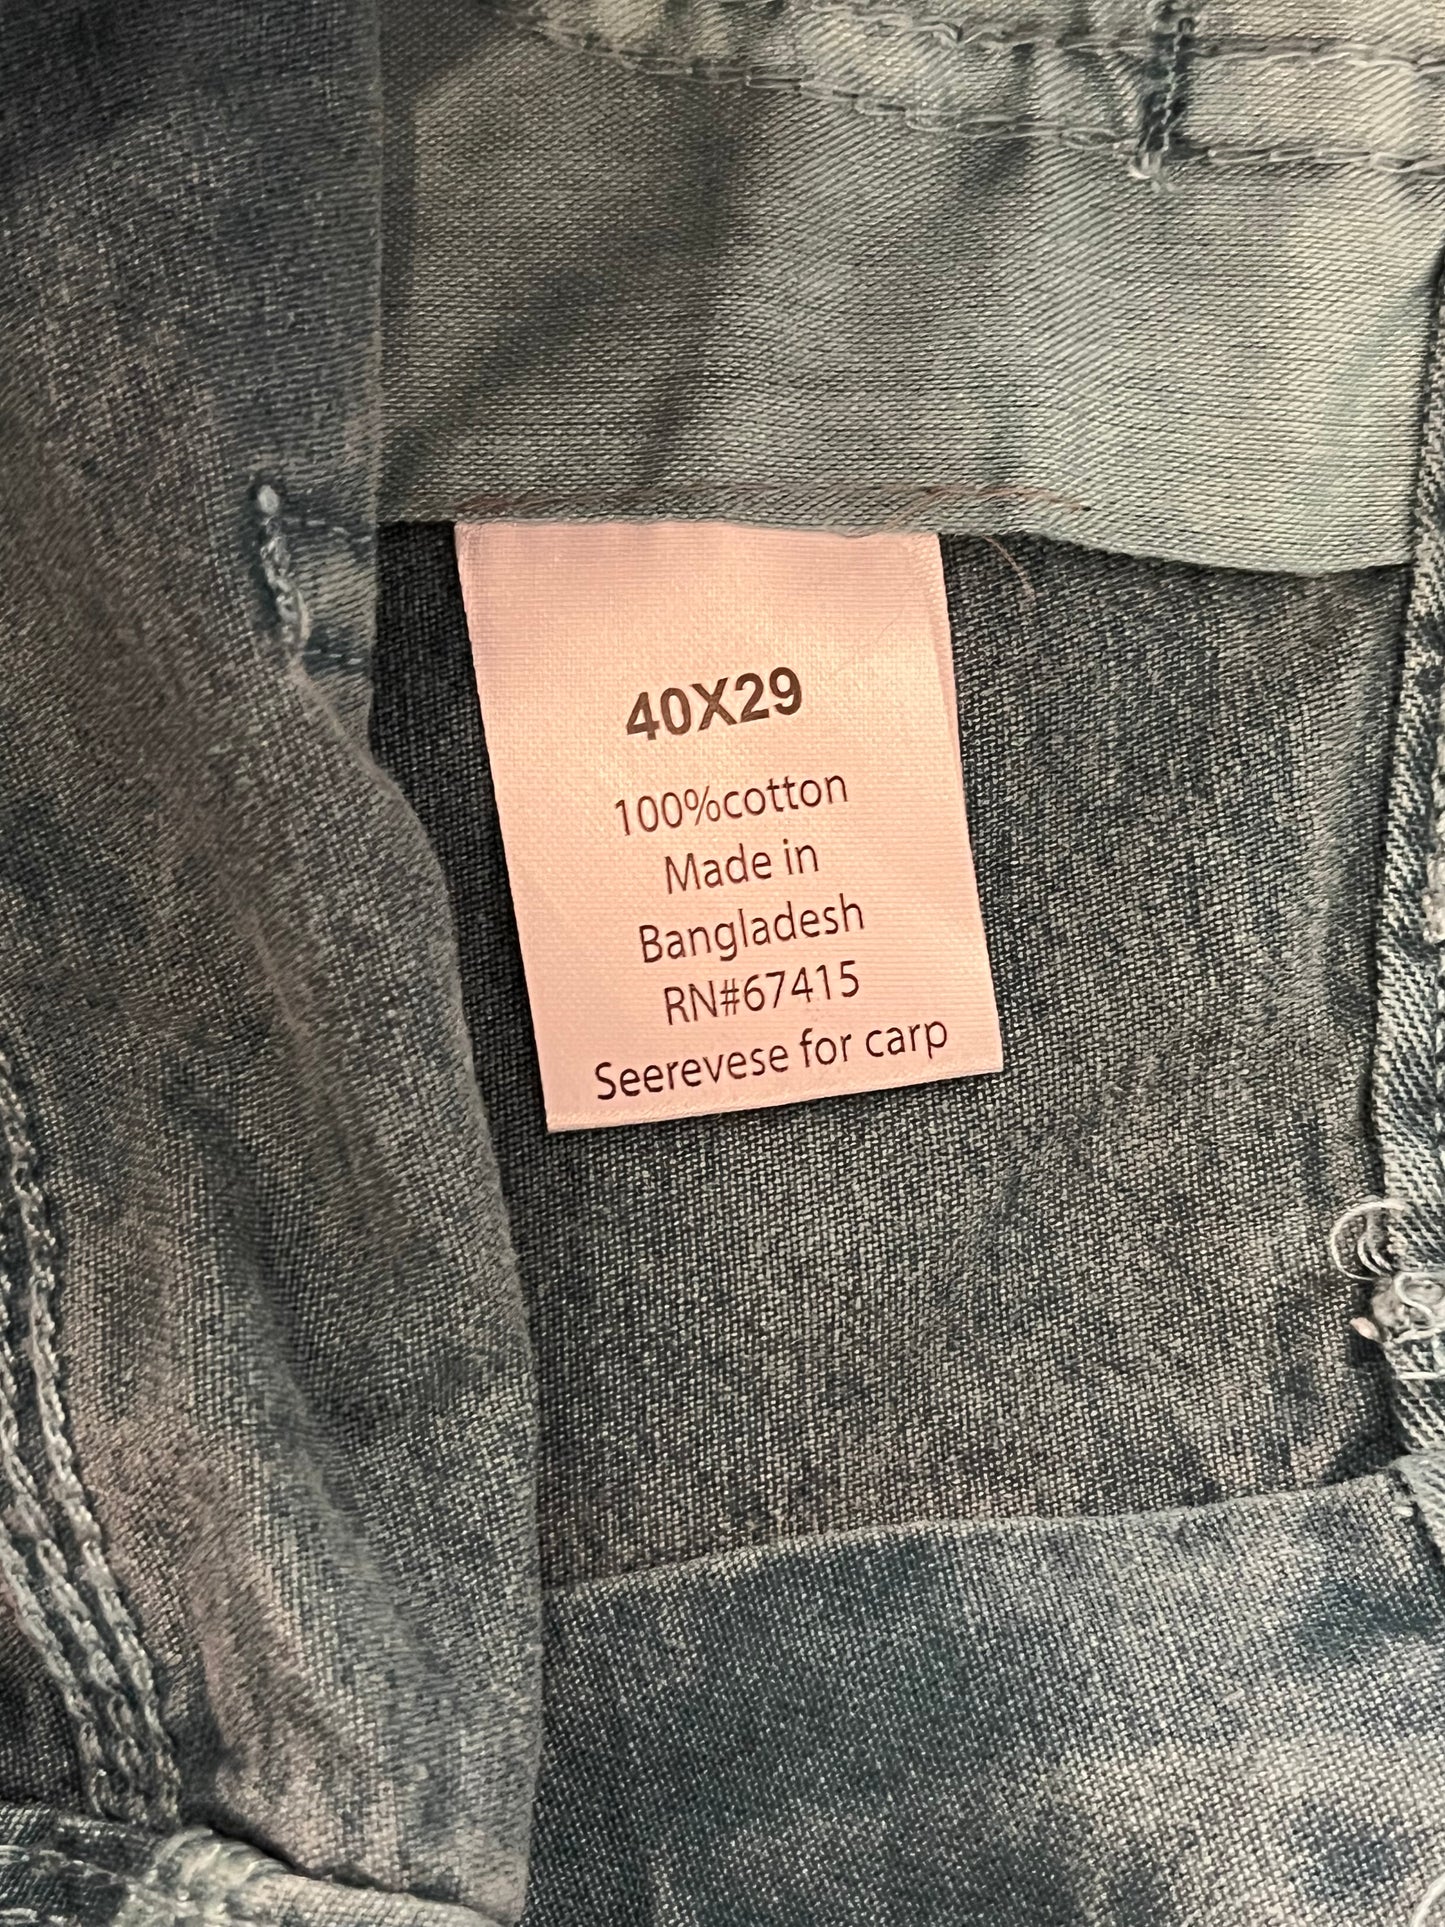 40X29
100%cotton
Made in
Bangladesh
RN#67415
Seerevese for carp